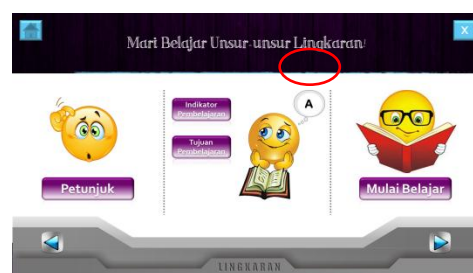 X
Mari Belajar Unsur-unsur Lingkaran!
Indikator
Pembelajaran
A
Tujuan
Pembelajaran
Petunjuk
Mulai Belajar
LINGKARAN